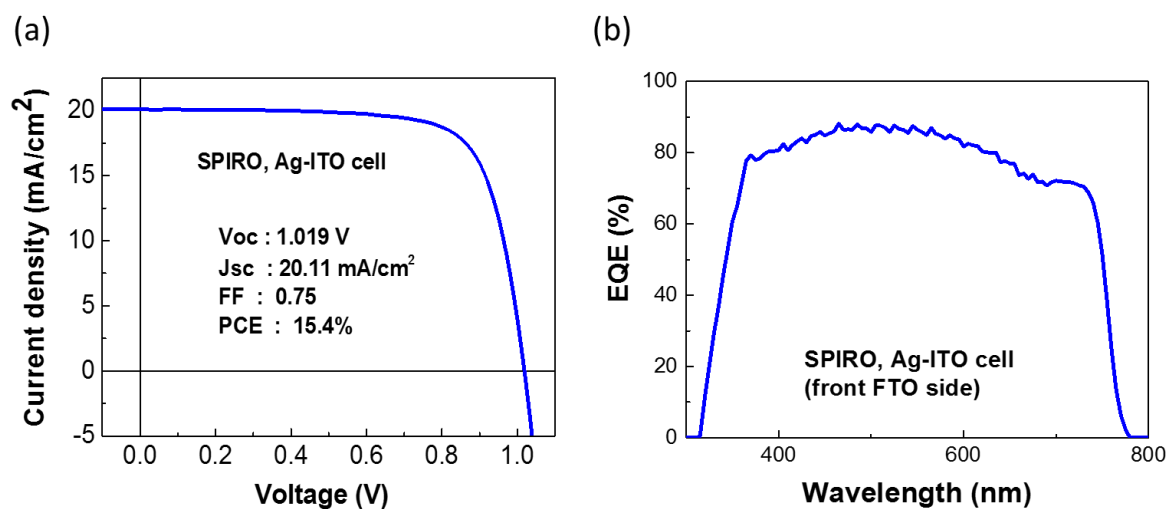 (a)
(b)
Current density (mA/cm²)
20
15
10
5
0
-5
SPIRO, Ag-ITO cell
Voc : 1.019 V
Jsc : 20.11 mA/cm²
FF : 0.75
PCE : 15.4%
0.0 0.2 0.4 0.6 0.8 1.0
Voltage (V)
EQE (%)
100
80
60
40
20
0
SPIRO, Ag-ITO cell
(front FTO side)
400 600 800
Wavelength (nm)